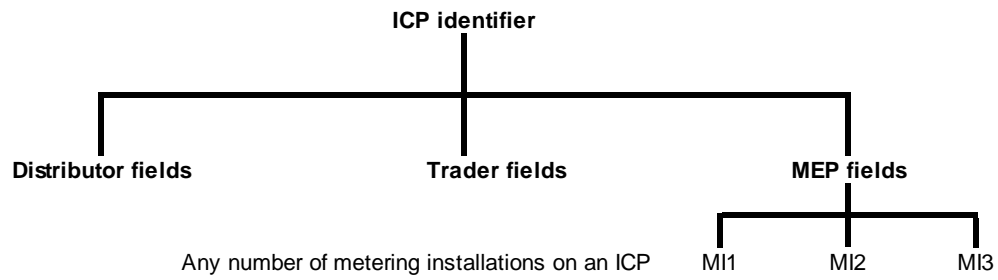 ICP identifier
Distributor fields
Trader fields
MEP fields
Any number of metering installations on an ICP
MI1
MI2
MI3